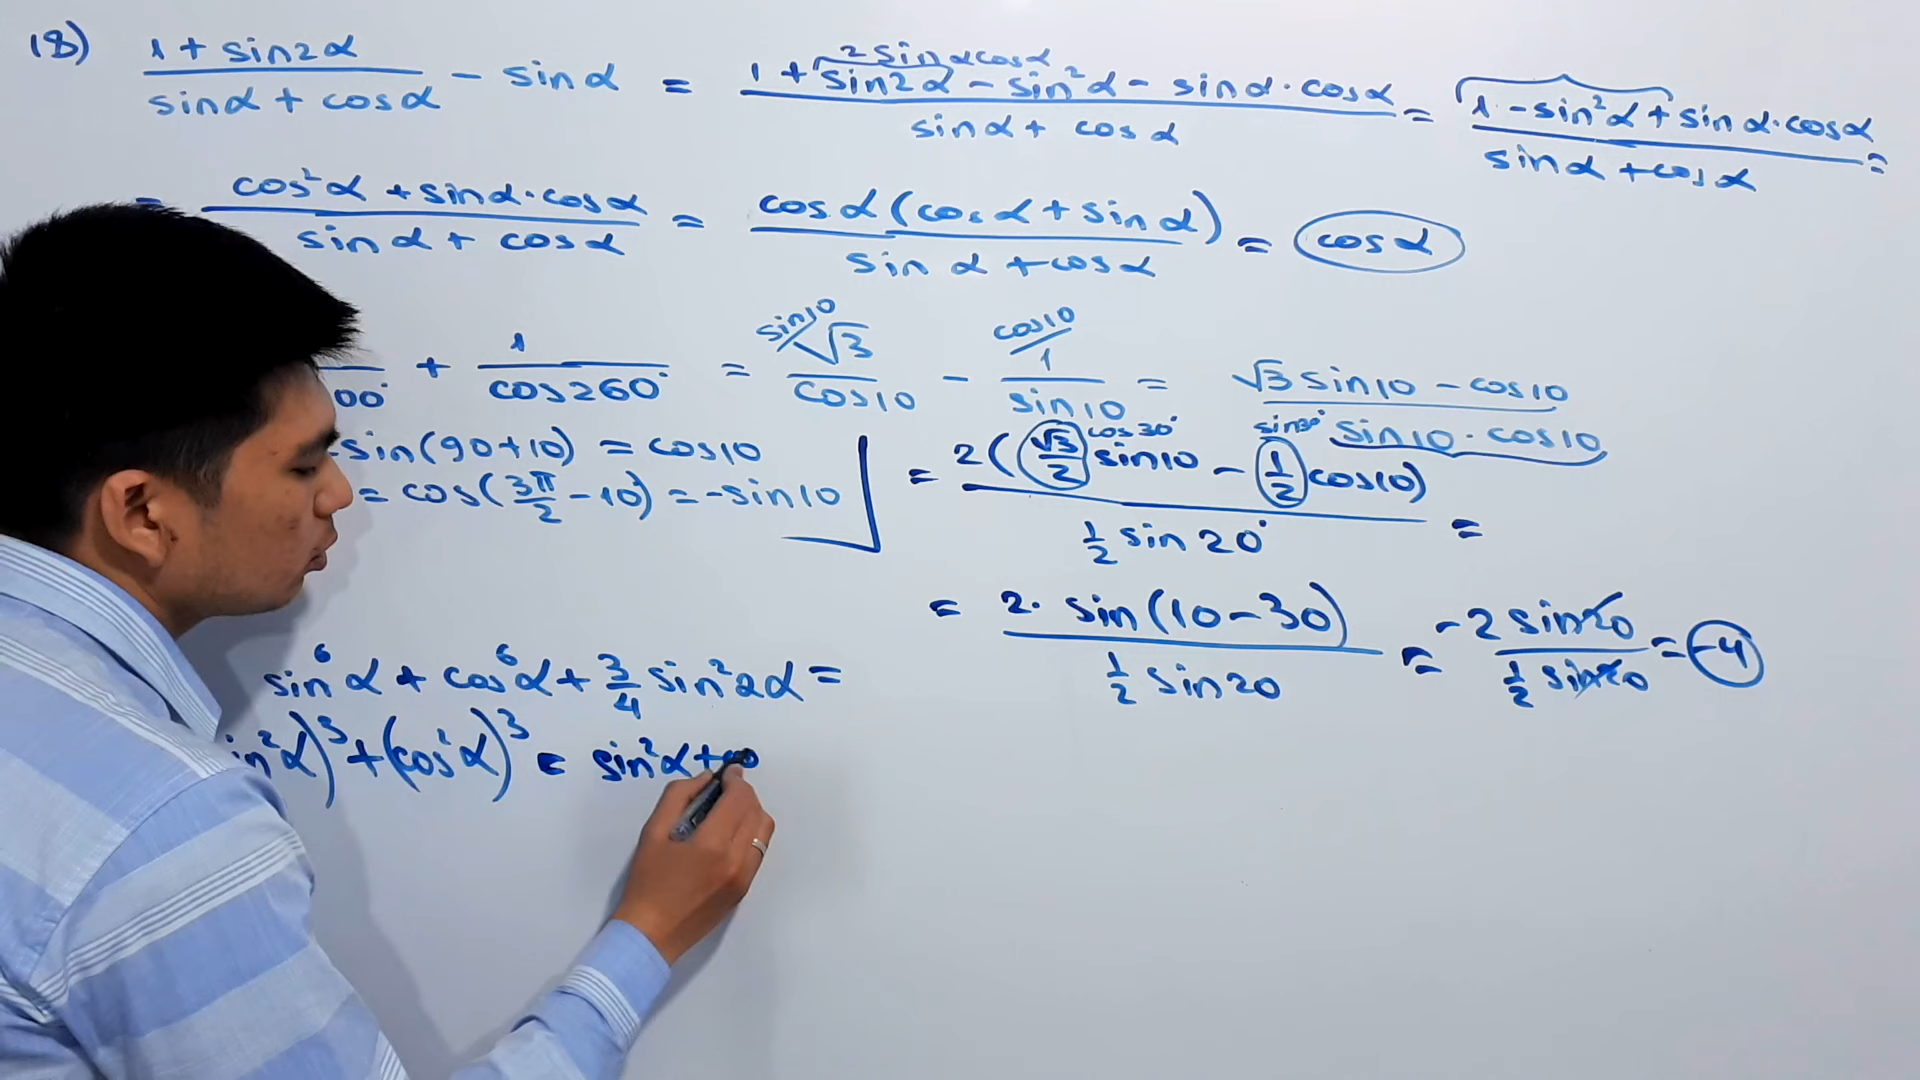 18) (1 + sin2α)/(sinα + cosα) - sinα = (1 + sin2α - sin²α - sinα · cosα)/(sinα + cosα) = (1 - sin²α + sinα · cosα)/(sinα + cosα) =
2sinαcosα
= (cos²α + sinα · cosα)/(sinα + cosα) = (cosα(cosα + sinα))/(sinα + cosα) = cosα
00° + 1/cos260° = √3/cos10 - 1/sin10 = (√3 sin10 - cos10)/(sin10 · cos10)
sin10 cos10
-sin(90+10) = cos10
= cos(3π/2 - 10) = -sin10
= 2(√3/2 sin10 - 1/2 cos10)/(1/2 sin20°) =
cos30° sin30°
= 2 · sin(10-30)/(1/2 sin20) = -2 sin20/(1/2 sin20) = -4
sin⁶α + cos⁶α + 3/4 sin²2α =
in²α)³ + (cos²α)³ = sin²α + co